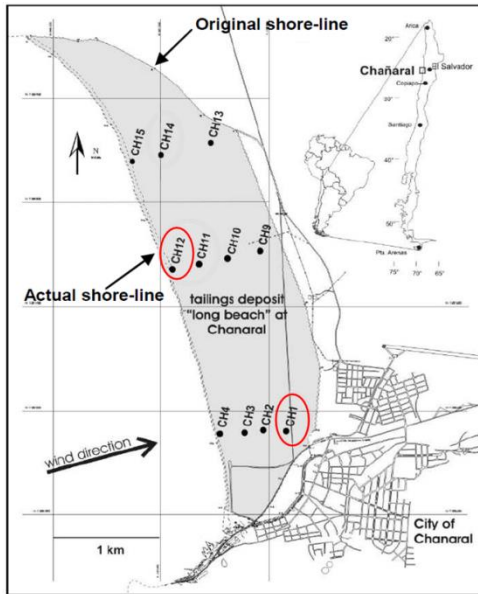 Original shore-line
Arica
20°
Chañaral
Salvador
Copiapo
30°
Santiago
40°
50°
Pta. Arenas
75° 70° 65°
N
CH15
CH14
CH13
CH12
CH11
CH10
CH9
Actual shore-line
tailings deposit
"long beach" at
Chanaral
CH4
CH3
CH2
CH1
wind direction
1 km
City of
Chanaral